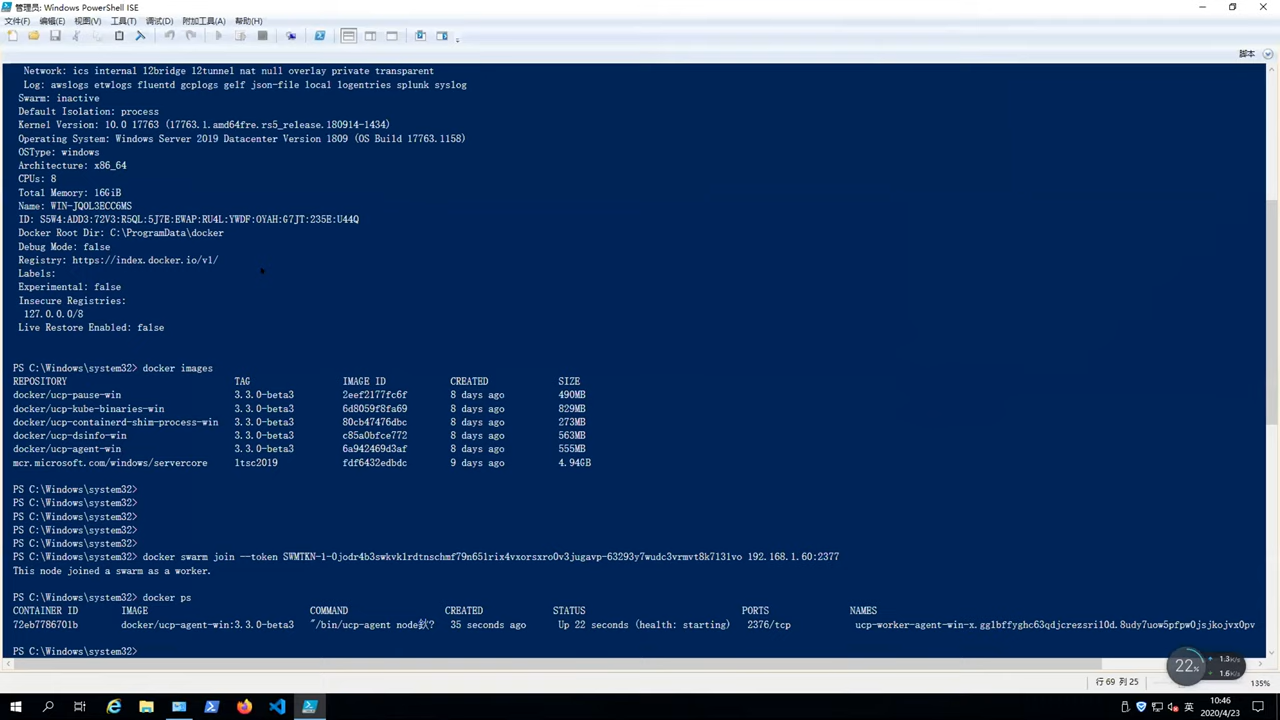 管理员: Windows PowerShell ISE
文件(F) 编辑(E) 视图(V) 工具(T) 调试(D) 附加工具(A) 帮助(H)
脚本
Network: ics internal l2bridge l2tunnel nat null overlay private transparent
Log: awslogs etwlogs fluentd gcplogs gelf json-file local logentries splunk syslog
Swarm: inactive
Default Isolation: process
Kernel Version: 10.0 17763 (17763.1.amd64fre.rs5_release.180914-1434)
Operating System: Windows Server 2019 Datacenter Version 1809 (OS Build 17763.1158)
OSType: windows
Architecture: x86_64
CPUs: 8
Total Memory: 16GiB
Name: WIN-JQOL3ECC6MS
ID: S5W4:ADD3:72V3:R5QL:5J7E:EWAP:RU4L:YWDF:OYAH:G7JT:235E:U44Q
Docker Root Dir: C:\ProgramData\docker
Debug Mode: false
Registry: https://index.docker.io/v1/
Labels:
Experimental: false
Insecure Registries:
127.0.0.0/8
Live Restore Enabled: false
PS C:\Windows\system32> docker images
REPOSITORY TAG IMAGE ID CREATED SIZE
docker/ucp-pause-win 3.3.0-beta3 2eef2177fc6f 8 days ago 490MB
docker/ucp-kube-binaries-win 3.3.0-beta3 6d8059f8fa69 8 days ago 829MB
docker/ucp-containerd-shim-process-win 3.3.0-beta3 80cb47476dbc 8 days ago 273MB
docker/ucp-dsinfo-win 3.3.0-beta3 c85a0bfce772 8 days ago 563MB
docker/ucp-agent-win 3.3.0-beta3 6a942469d3af 8 days ago 555MB
mcr.microsoft.com/windows/servercore ltsc2019 fdf6432edbdc 9 days ago 4.94GB
PS C:\Windows\system32>
PS C:\Windows\system32>
PS C:\Windows\system32>
PS C:\Windows\system32>
PS C:\Windows\system32>
PS C:\Windows\system32> docker swarm join --token SWMTKN-1-0jodr4b3swkvk1rdtnschmf79n651rix4vxorsxro0v3jugavp-63293y7wudc3vrmvt8k7131vo 192.168.1.60:2377
This node joined a swarm as a worker.
PS C:\Windows\system32> docker ps
CONTAINER ID IMAGE COMMAND CREATED STATUS PORTS NAMES
72eb7786701b docker/ucp-agent-win:3.3.0-beta3 "/bin/ucp-agent node鈥? 35 seconds ago Up 22 seconds (health: starting) 2376/tcp ucp-worker-agent-win-x.gg1bffyghc63qdjcrezsri10d.8udy7uow5pfpw0jsjkojvx0pv
PS C:\Windows\system32>
22% 1.3K/s
1.6K/s
行 69 列 25 135%
英 10:46
2020/4/23